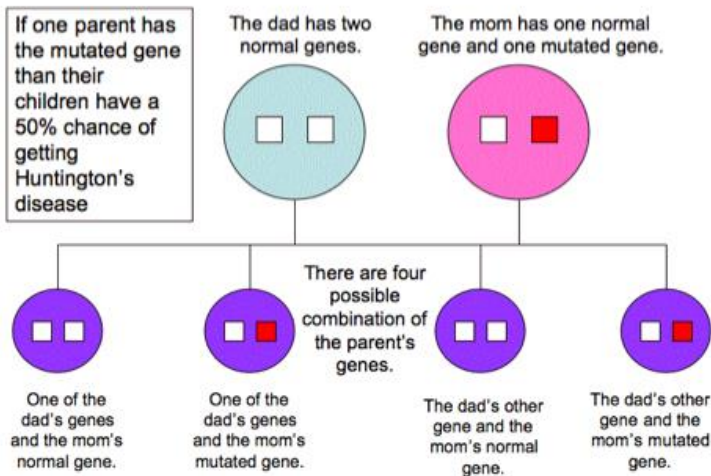 If one parent has
the mutated gene
than their
children have a
50% chance of
getting
Huntington's
disease
The dad has two
normal genes.
The mom has one normal
gene and one mutated gene.
There are four
possible
combination of
the parent's
genes.
One of the
dad's genes
and the mom's
normal gene.
One of the
dad's genes
and the mom's
mutated gene.
The dad's other
gene and the
mom's normal
gene.
The dad's other
gene and the
mom's mutated
gene.